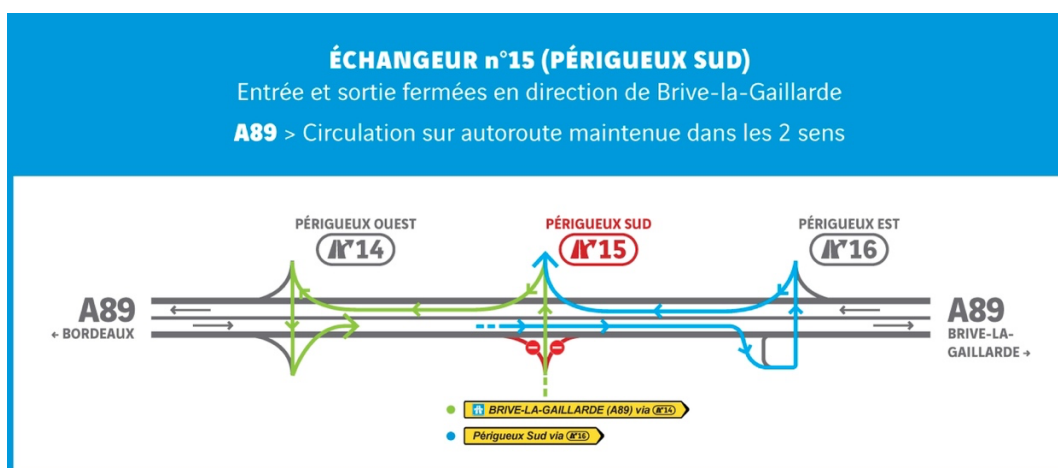 ÉCHANGEUR n°15 (PÉRIGUEUX SUD)
Entrée et sortie fermées en direction de Brive-la-Gaillarde
A89 > Circulation sur autoroute maintenue dans les 2 sens
PÉRIGUEUX OUEST
14
PÉRIGUEUX SUD
15
PÉRIGUEUX EST
16
A89
← BORDEAUX
A89
BRIVE-LA-
GAILLARDE →
BRIVE-LA-GAILLARDE (A89) via 14
Périgueux Sud via 16